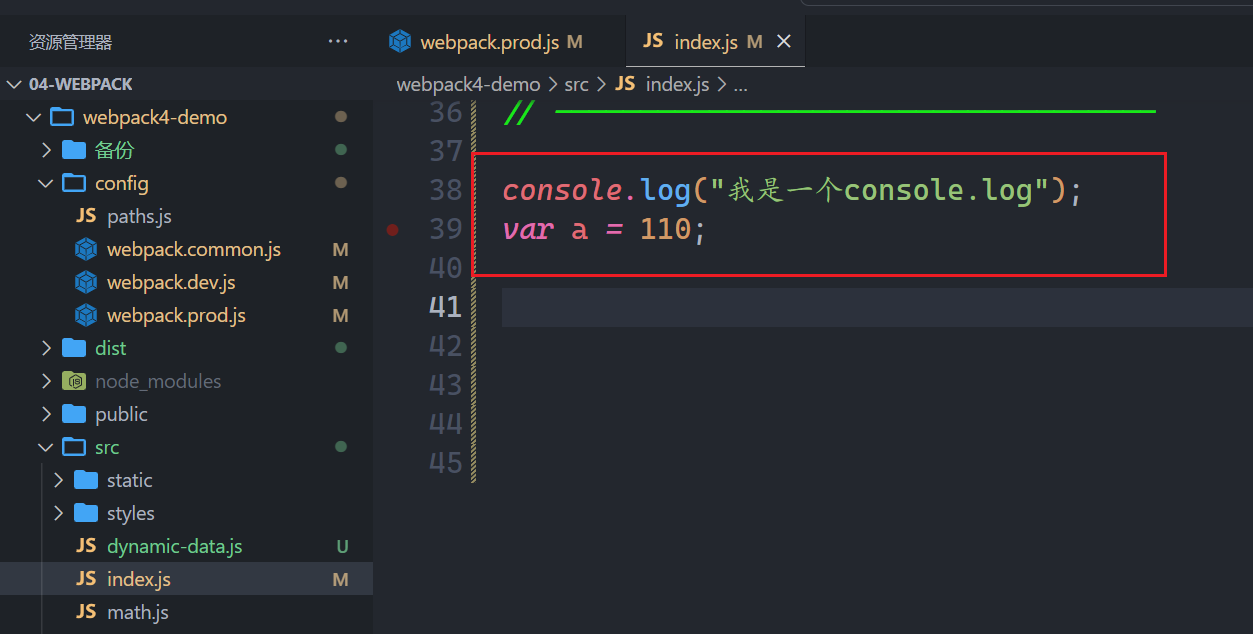 资源管理器 ···
04-WEBPACK
webpack4-demo
备份
config
JS paths.js
webpack.common.js M
webpack.dev.js M
webpack.prod.js M
dist
node_modules
public
src
static
styles
JS dynamic-data.js U
JS index.js M
JS math.js
webpack.prod.js M
JS index.js M
webpack4-demo > src > JS index.js > ...
36 // ————————————————————
37
38 console.log("我是一个console.log");
39 var a = 110;
40
41
42
43
44
45